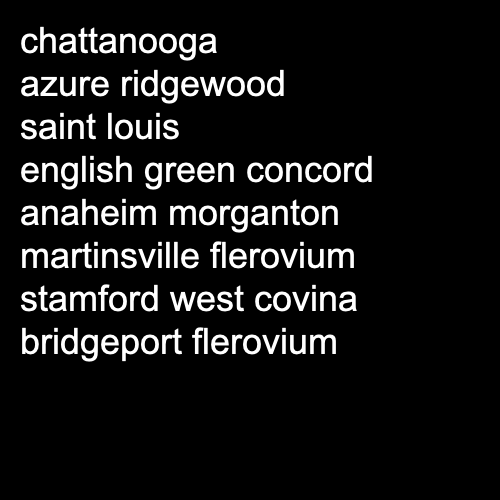 chattanooga
azure ridgewood
saint louis
english green concord
anaheim morganton
martinsville flerovium
stamford west covina
bridgeport flerovium